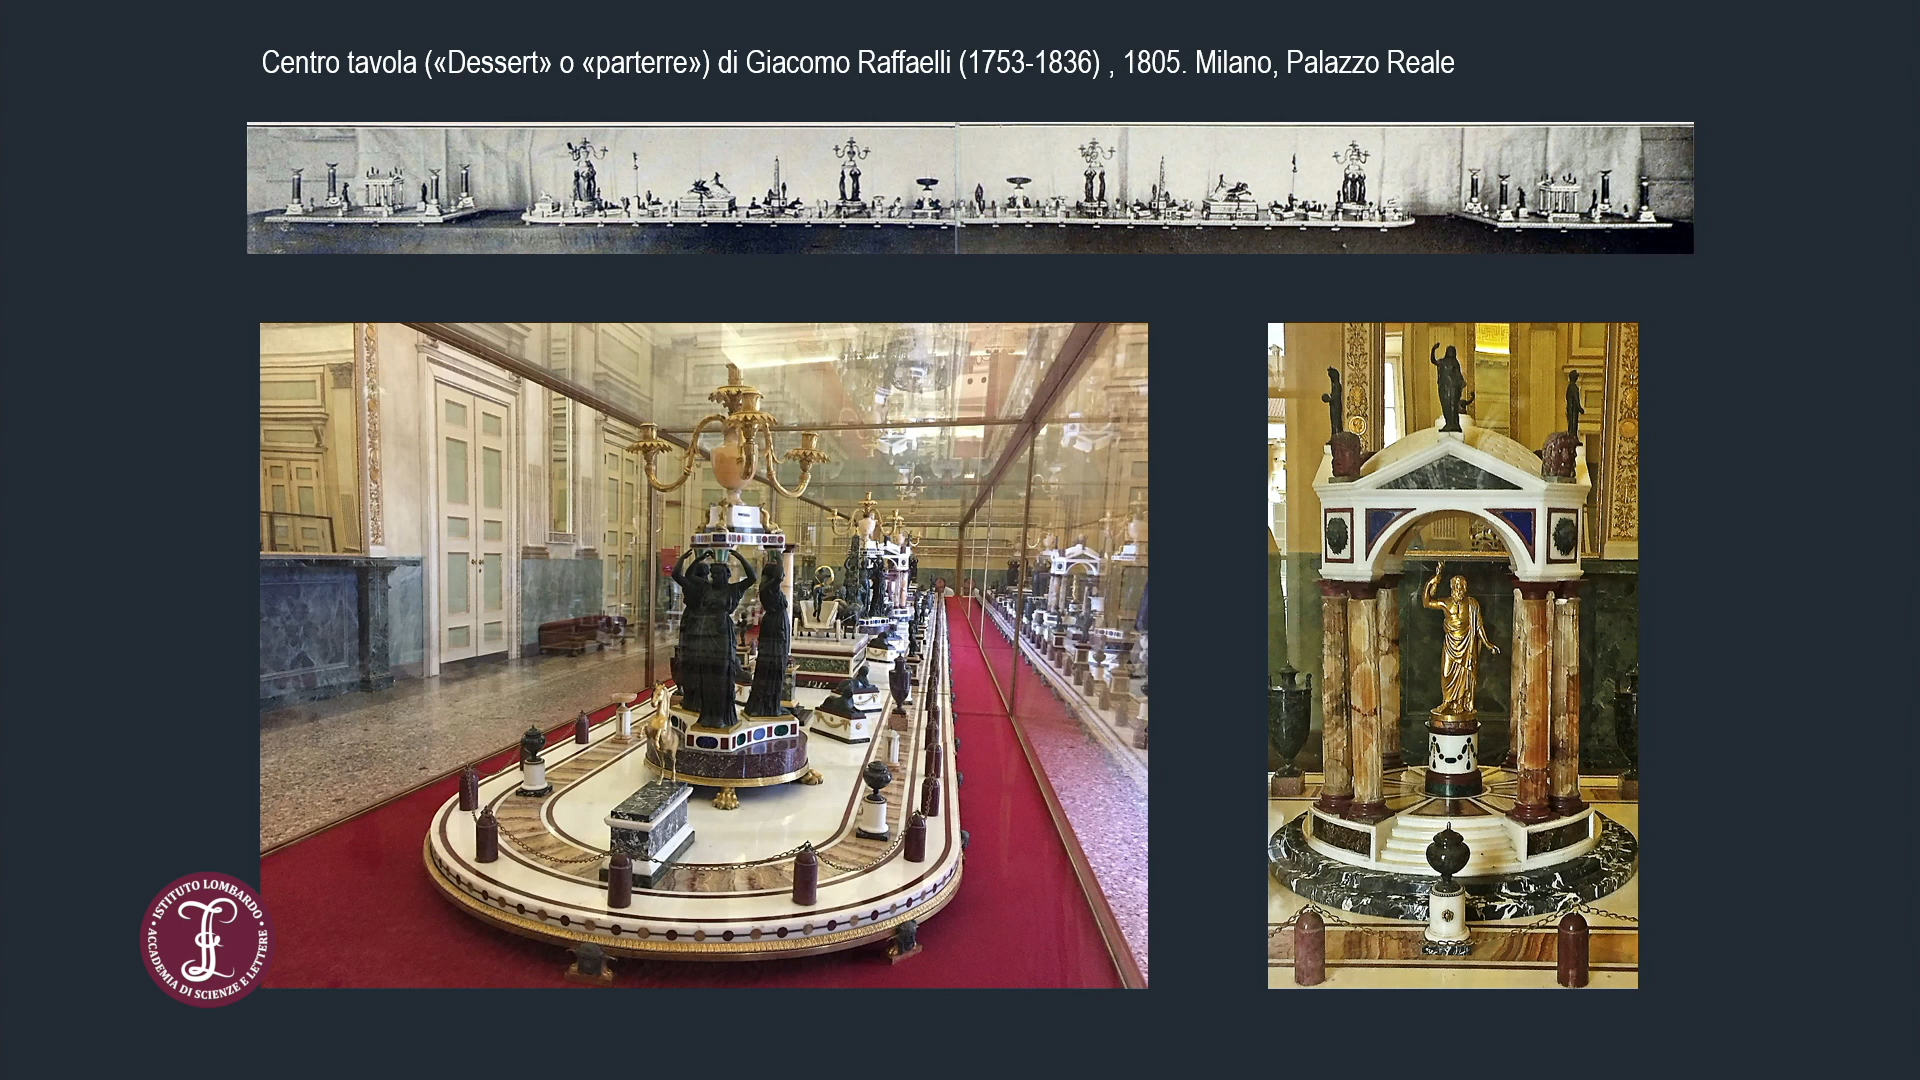 Centro tavola («Dessert» o «parterre») di Giacomo Raffaelli (1753-1836) , 1805. Milano, Palazzo Reale
• ISTITUTO LOMBARDO •
ACCADEMIA DI SCIENZE E LETTERE